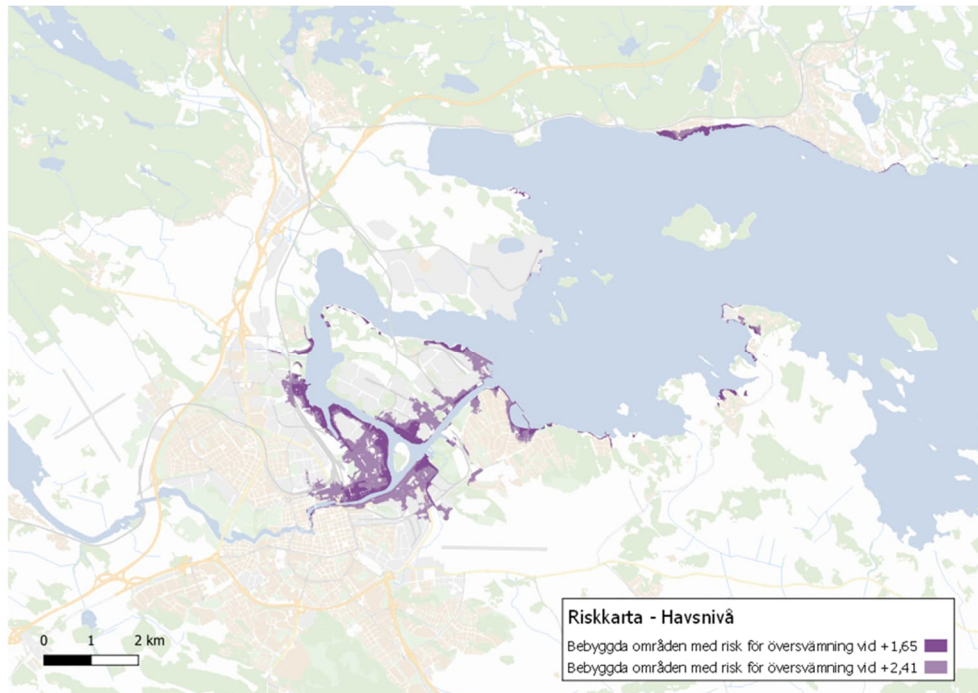 0 1 2 km
Riskkarta - Havsnivå
Bebyggda områden med risk för översvämning vid +1,65
Bebyggda områden med risk för översvämning vid +2,41